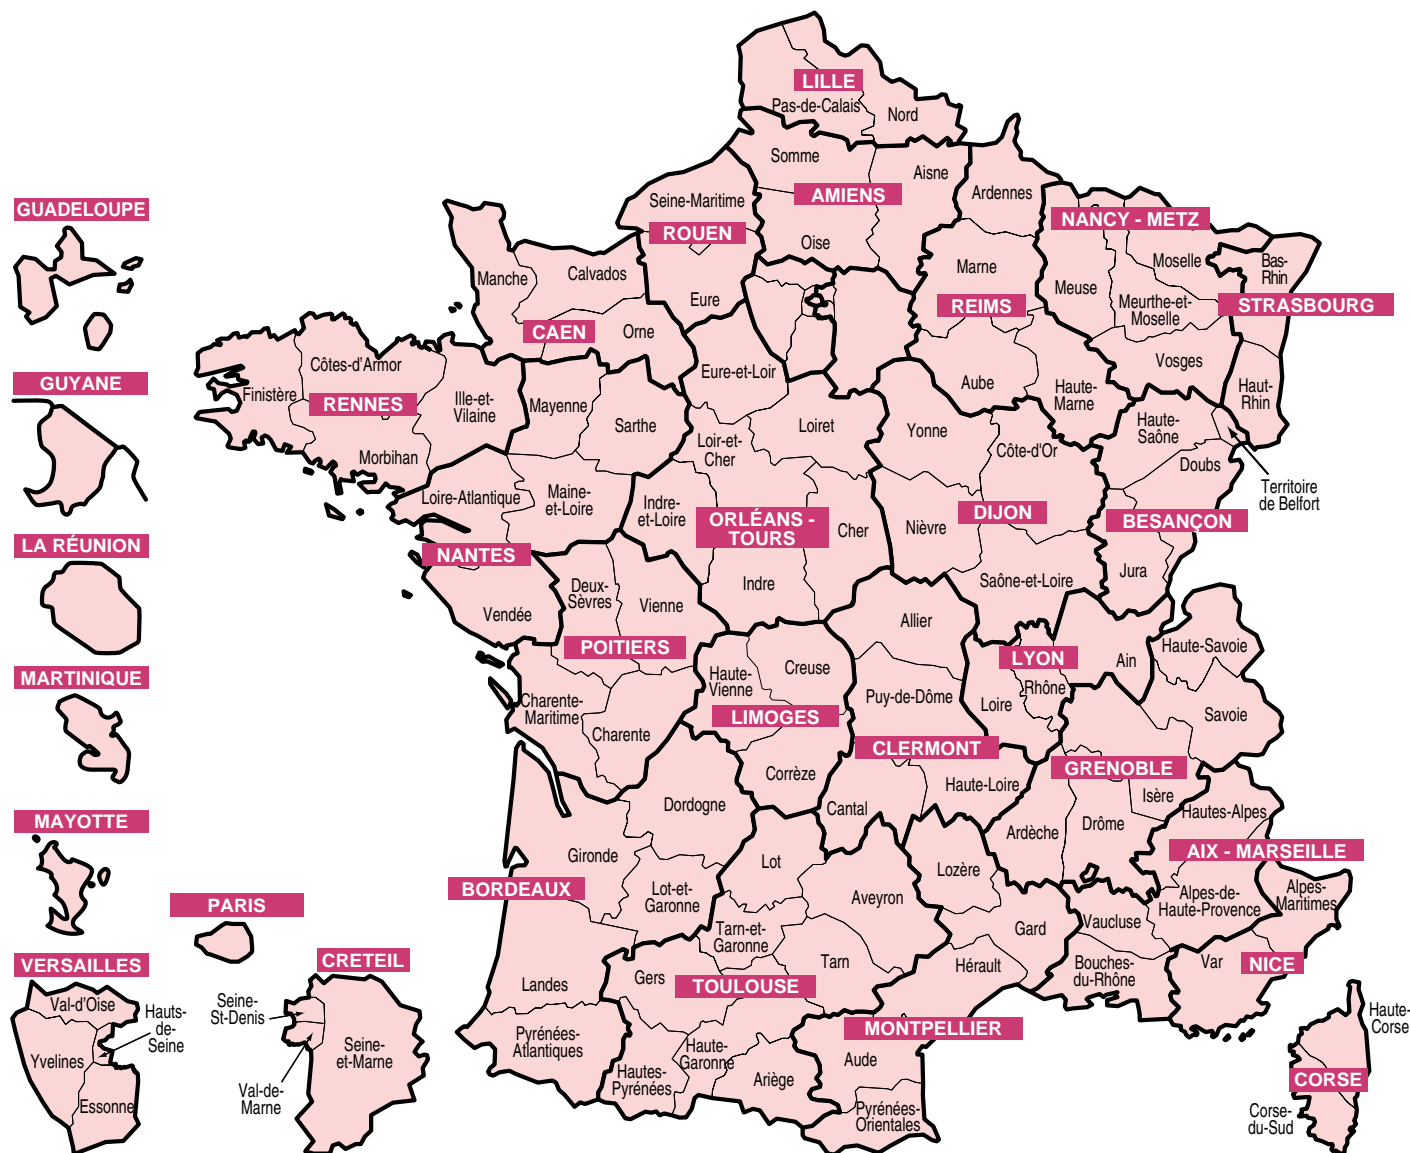 LILLE
Pas-de-Calais
Nord
Somme
Aisne
AMIENS
Oise
Ardennes
Seine-Maritime
ROUEN
Eure
NANCY - METZ
Moselle
Meuse
Meurthe-et-
Moselle
Vosges
Bas-
Rhin
STRASBOURG
Haut-
Rhin
Marne
REIMS
Aube
Haute-
Marne
Manche
Calvados
CAEN
Orne
GUADELOUPE
GUYANE
LA RÉUNION
MARTINIQUE
MAYOTTE
Côtes-d'Armor
Finistère
RENNES
Ille-et-
Vilaine
Morbihan
Mayenne
Sarthe
Loire-Atlantique
Maine-
et-Loire
NANTES
Vendée
Eure-et-Loir
Loiret
Loir-et-
Cher
Indre-
et-Loire
ORLÉANS -
TOURS
Cher
Indre
Yonne
Côte-d'Or
Nièvre
DIJON
Saône-et-Loire
Haute-
Saône
Doubs
Territoire
de Belfort
BESANÇON
Jura
Deux-
Sèvres
Vienne
POITIERS
Charente-
Maritime
Charente
Haute-
Vienne
Creuse
LIMOGES
Corrèze
Allier
Puy-de-Dôme
CLERMONT
Cantal
Haute-Loire
LYON
Ain
Rhône
Loire
Haute-Savoie
Savoie
GRENOBLE
Isère
Ardèche
Drôme
Dordogne
Gironde
BORDEAUX
Lot-et-
Garonne
Landes
Pyrénées-
Atlantiques
Lot
Aveyron
Tarn-et-
Garonne
Tarn
Gers
TOULOUSE
Haute-
Garonne
Hautes-
Pyrénées
Ariège
Lozère
Gard
Hérault
MONTPELLIER
Aude
Pyrénées-
Orientales
Hautes-Alpes
AIX - MARSEILLE
Alpes-de-
Haute-Provence
Vaucluse
Bouches-
du-Rhône
Alpes-
Maritimes
Var
NICE
Haute-
Corse
CORSE
Corse-
du-Sud
PARIS
VERSAILLES
Val-d'Oise
Hauts-
de-
Seine
Yvelines
Essonne
CRETEIL
Seine-
St-Denis
Seine-
et-Marne
Val-de-
Marne